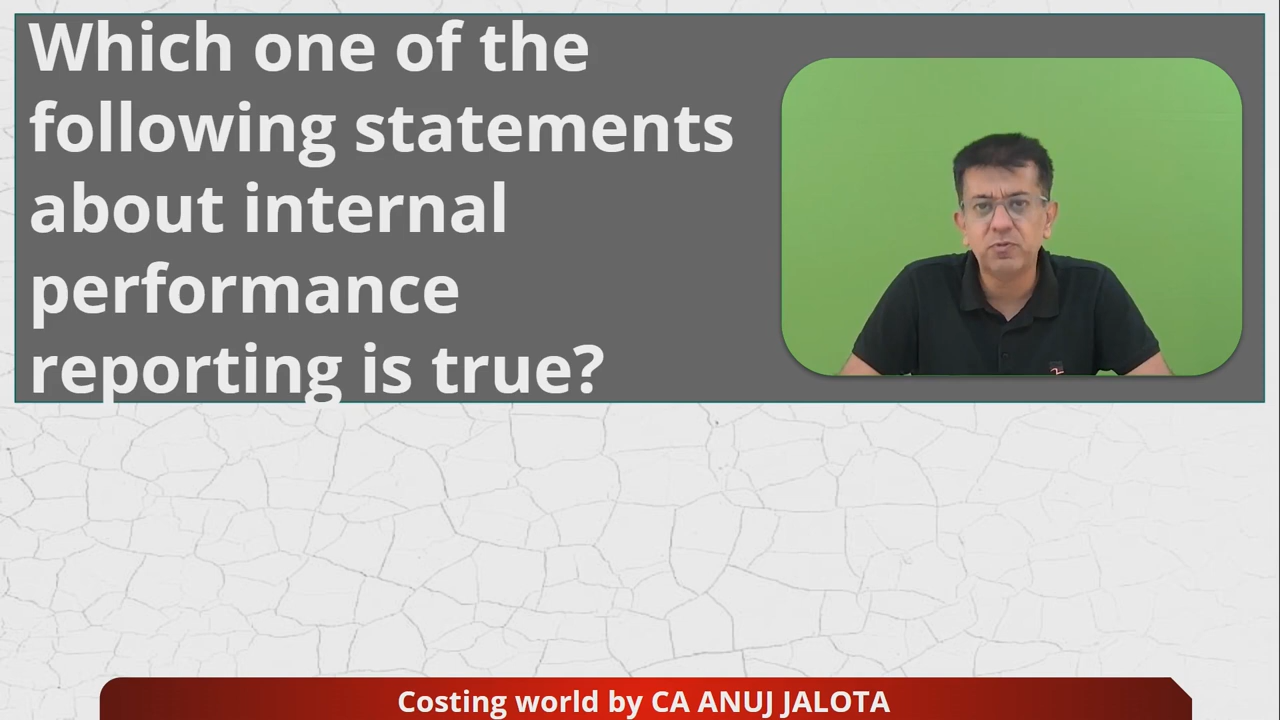 Which one of the
following statements
about internal
performance
reporting is true?
Costing world by CA ANUJ JALOTA